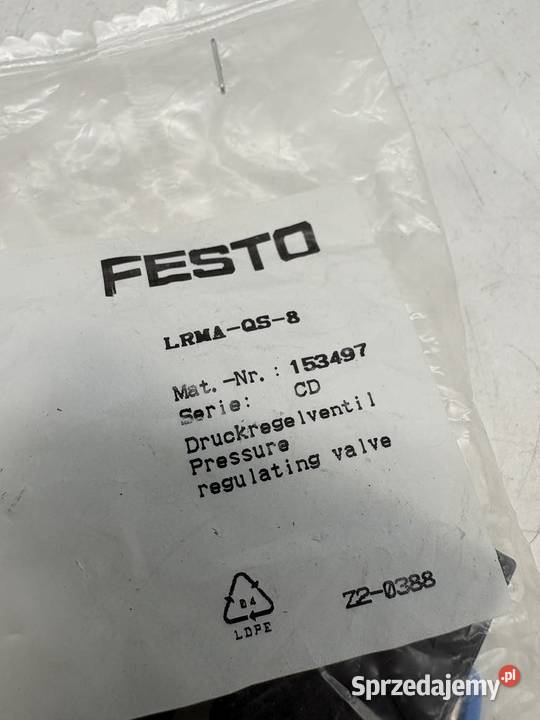 FESTO
LRMA-QS-8
Mat.-Nr.: 153497
Serie: CD
Druckregelventil
Pressure
regulating valve
04
LDPE
Z2-0388
Sprzedajemy.pl